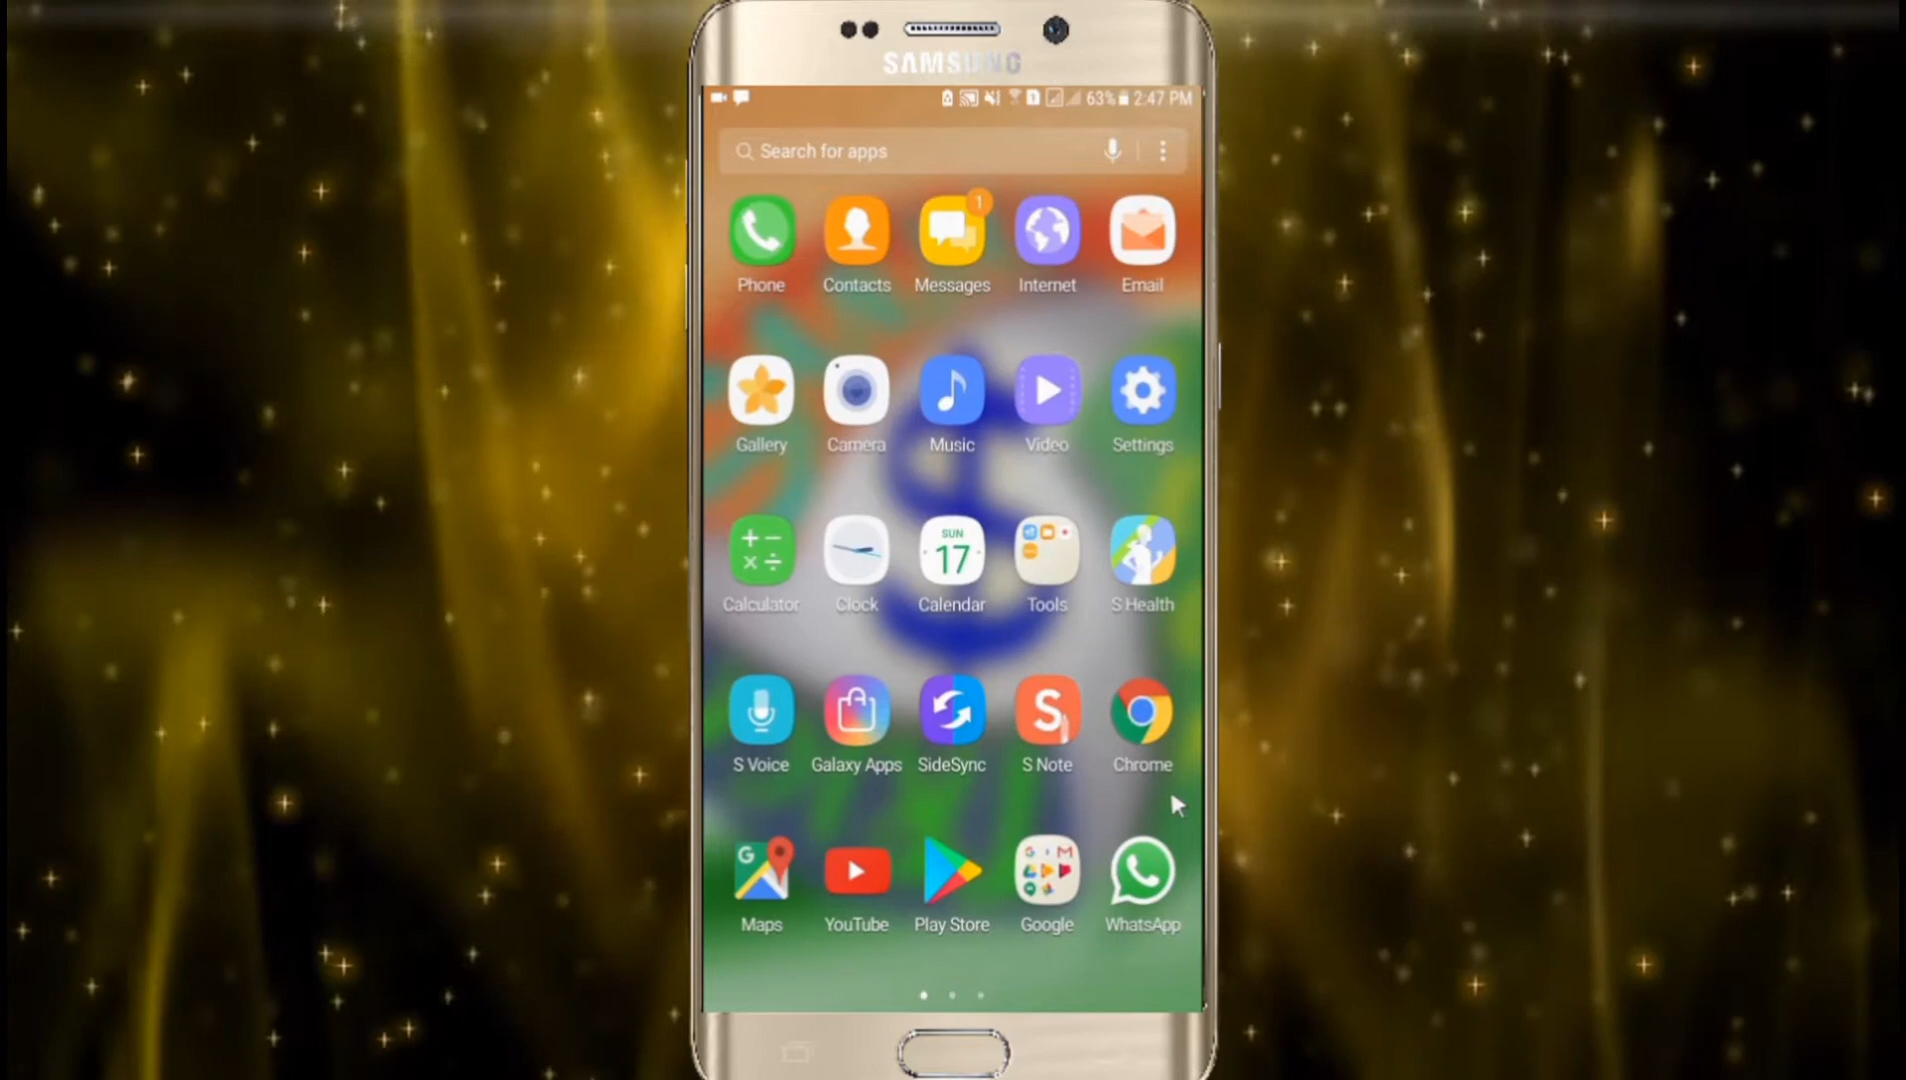 SAMSUNG
63% 2:47 PM
Search for apps
1
Phone Contacts Messages Internet Email
Gallery Camera Music Video Settings
SUN
17
Calculator Clock Calendar Tools S Health
S
S Voice Galaxy Apps SideSync S Note Chrome
G
Maps YouTube Play Store Google WhatsApp